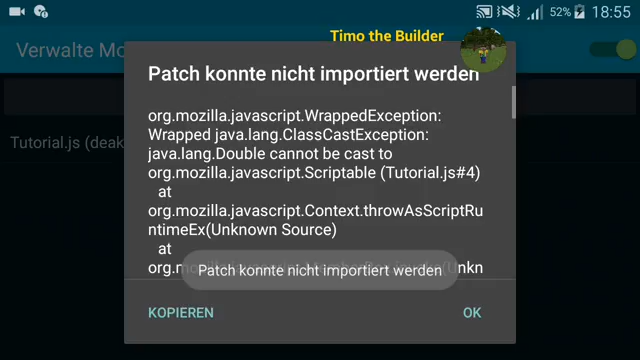 52% 18:55
Timo the Builder
Verwalte Mo
Patch konnte nicht importiert werden
org.mozilla.javascript.WrappedException:
Wrapped java.lang.ClassCastException:
java.lang.Double cannot be cast to
org.mozilla.javascript.Scriptable (Tutorial.js#4)
Tutorial.js (deak
at
org.mozilla.javascript.Context.throwAsScriptRu
ntimeEx(Unknown Source)
at
Patch konnte nicht importiert werden
KOPIEREN OK